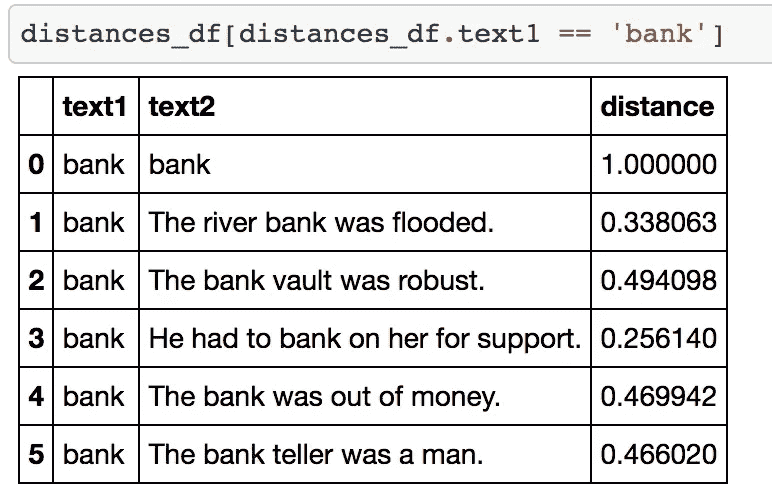 distances_df[distances_df.text1 == 'bank']
text1 text2 distance
0 bank bank 1.000000
1 bank The river bank was flooded. 0.338063
2 bank The bank vault was robust. 0.494098
3 bank He had to bank on her for support. 0.256140
4 bank The bank was out of money. 0.469942
5 bank The bank teller was a man. 0.466020